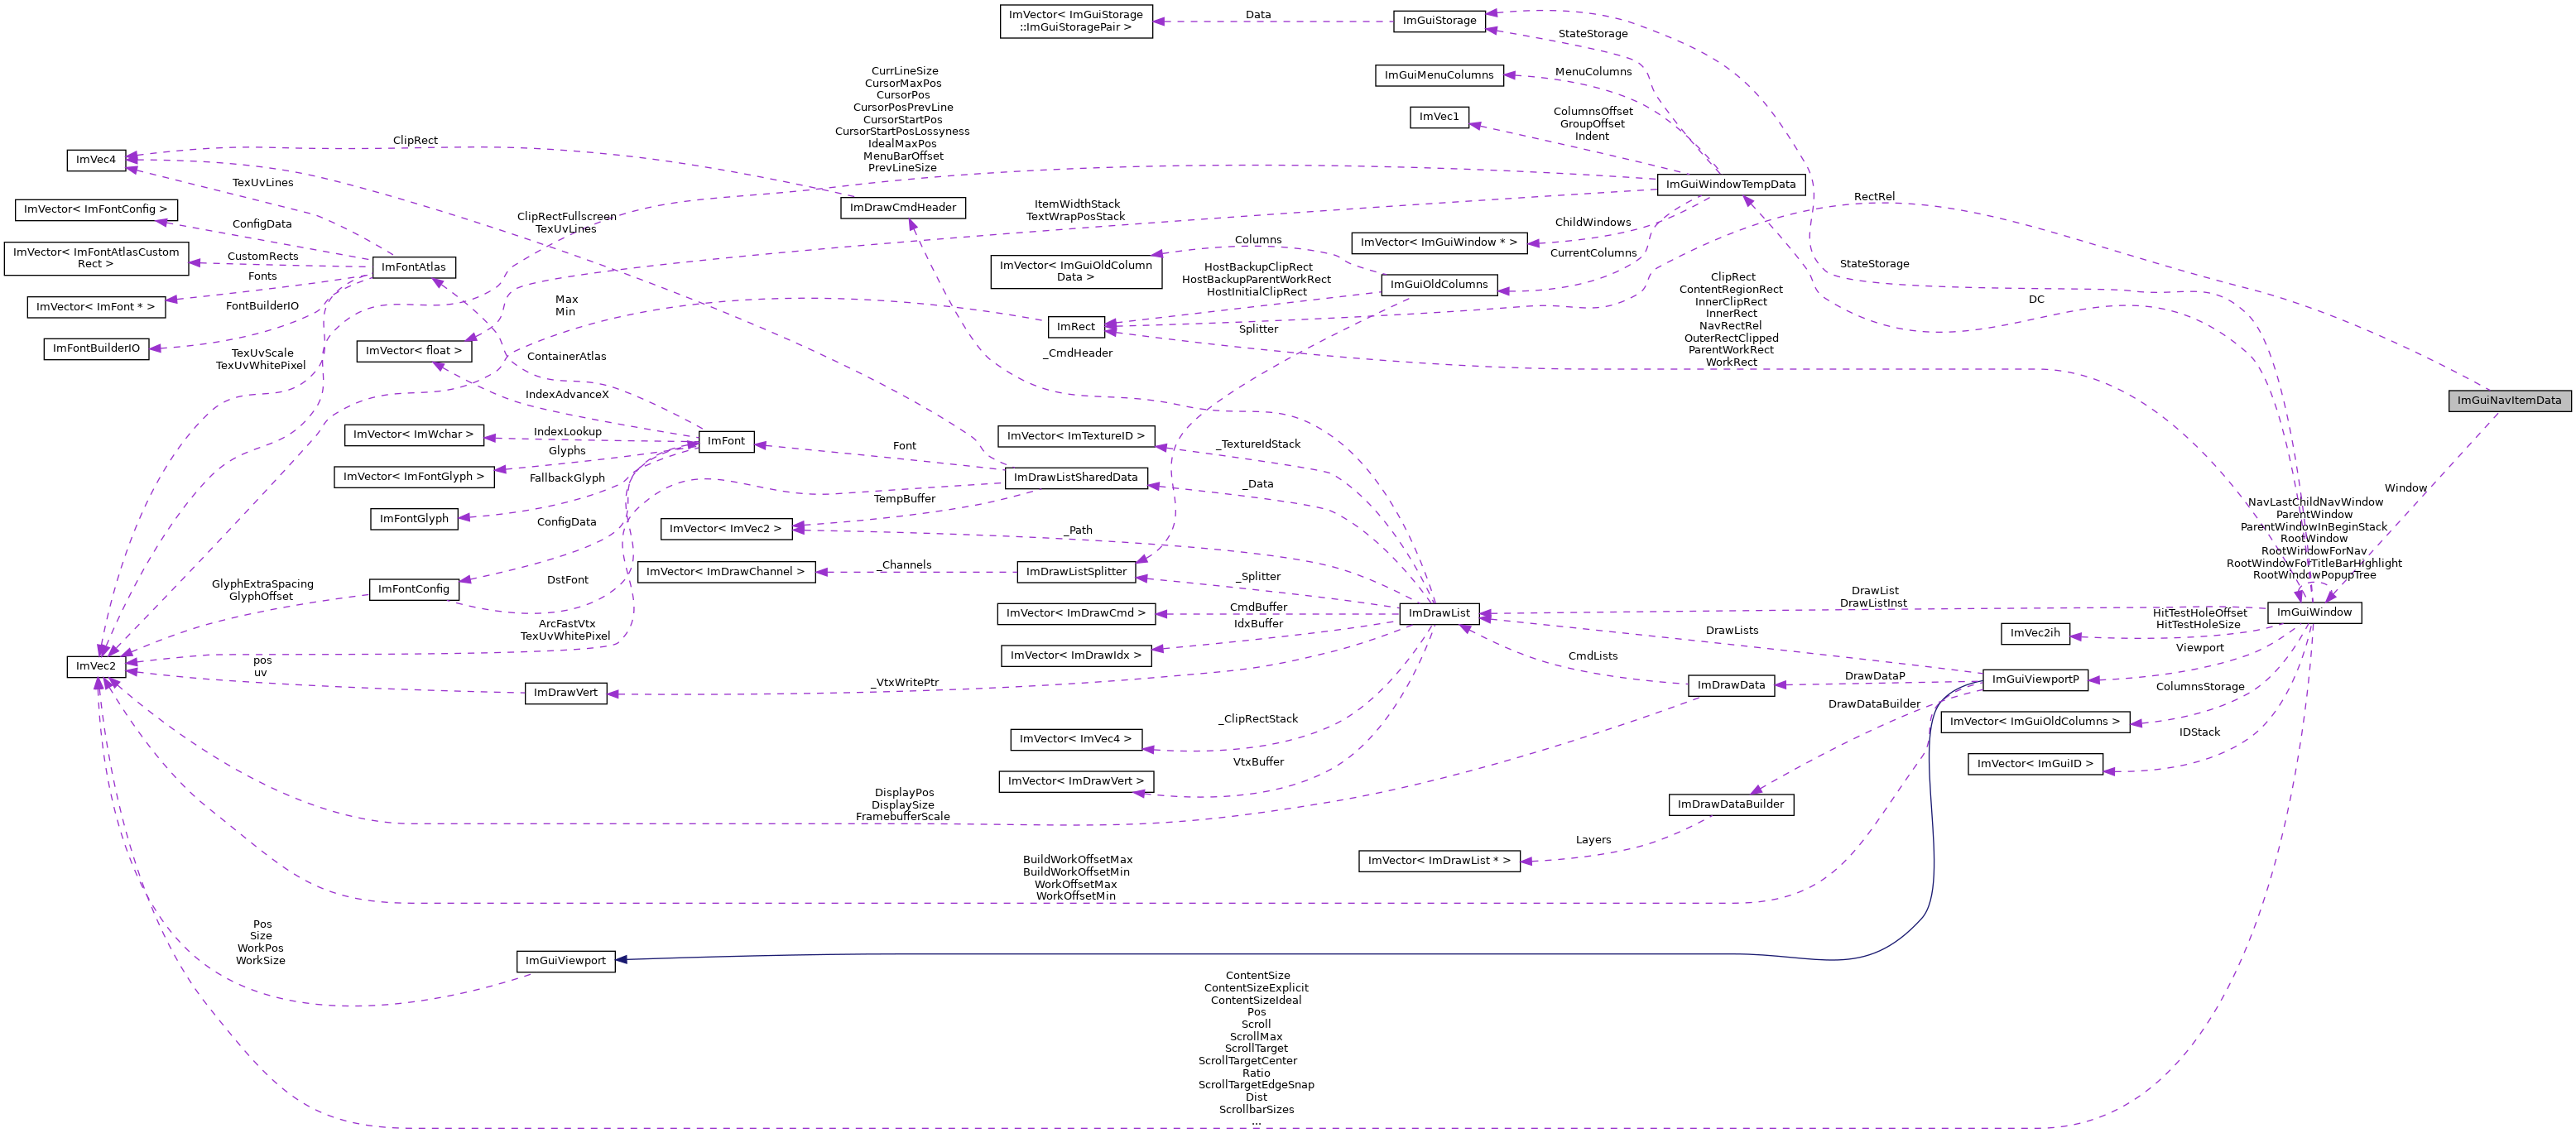 ImVector< ImGuiStorage
::ImGuiStoragePair >
Data
ImGuiStorage
StateStorage
ImGuiMenuColumns
MenuColumns
ImVec1
ColumnsOffset
GroupOffset
Indent
CurrLineSize
CursorMaxPos
CursorPos
CursorPosPrevLine
CursorStartPos
CursorStartPosLossyness
IdealMaxPos
MenuBarOffset
PrevLineSize
ClipRect
ImVec4
TexUvLines
ImVector< ImFontConfig >
ConfigData
ImVector< ImFontAtlasCustom
Rect >
CustomRects
Fonts
ImVector< ImFont * >
FontBuilderIO
ImFontBuilderIO
ImFontAtlas
TexUvScale
TexUvWhitePixel
ClipRectFullscreen
TexUvLines
ImDrawCmdHeader
ItemWidthStack
TextWrapPosStack
ImGuiWindowTempData
RectRel
ChildWindows
ImVector< ImGuiWindow * >
CurrentColumns
Columns
ImVector< ImGuiOldColumn
Data >
HostBackupClipRect
HostBackupParentWorkRect
HostInitialClipRect
ImGuiOldColumns
StateStorage
DC
ClipRect
ContentRegionRect
InnerClipRect
InnerRect
NavRectRel
OuterRectClipped
ParentWorkRect
WorkRect
Max
Min
ImRect
Splitter
_CmdHeader
ImVector< float >
ContainerAtlas
IndexAdvanceX
ImGuiNavItemData
ImVector< ImWchar >
IndexLookup
ImFont
Glyphs
ImVector< ImFontGlyph >
FallbackGlyph
ImFontGlyph
ConfigData
Font
ImVector< ImTextureID >
_TextureIdStack
ImDrawListSharedData
_Data
TempBuffer
ImVector< ImVec2 >
_Path
Window
NavLastChildNavWindow
ParentWindow
ParentWindowInBeginStack
RootWindow
RootWindowForNav
RootWindowForTitleBarHighlight
RootWindowPopupTree
ImVector< ImDrawChannel >
_Channels
ImDrawListSplitter
_Splitter
GlyphExtraSpacing
GlyphOffset
ImFontConfig
DstFont
ImVector< ImDrawCmd >
CmdBuffer
IdxBuffer
ImDrawList
DrawList
DrawListInst
ImGuiWindow
HitTestHoleOffset
HitTestHoleSize
ImVec2ih
ArcFastVtx
TexUvWhitePixel
ImVector< ImDrawIdx >
DrawLists
CmdLists
Viewport
ImVec2
pos
uv
ImDrawVert
_VtxWritePtr
ImDrawData
DrawDataP
ImGuiViewportP
ColumnsStorage
DrawDataBuilder
ImVector< ImGuiOldColumns >
_ClipRectStack
ImVector< ImVec4 >
IDStack
ImVector< ImGuiID >
VtxBuffer
ImVector< ImDrawVert >
DisplayPos
DisplaySize
FramebufferScale
ImDrawDataBuilder
Layers
ImVector< ImDrawList * >
BuildWorkOffsetMax
BuildWorkOffsetMin
WorkOffsetMax
WorkOffsetMin
Pos
Size
WorkPos
WorkSize
ImGuiViewport
ContentSize
ContentSizeExplicit
ContentSizeIdeal
Pos
Scroll
ScrollMax
ScrollTarget
ScrollTargetCenter
Ratio
ScrollTargetEdgeSnap
Dist
ScrollbarSizes
...